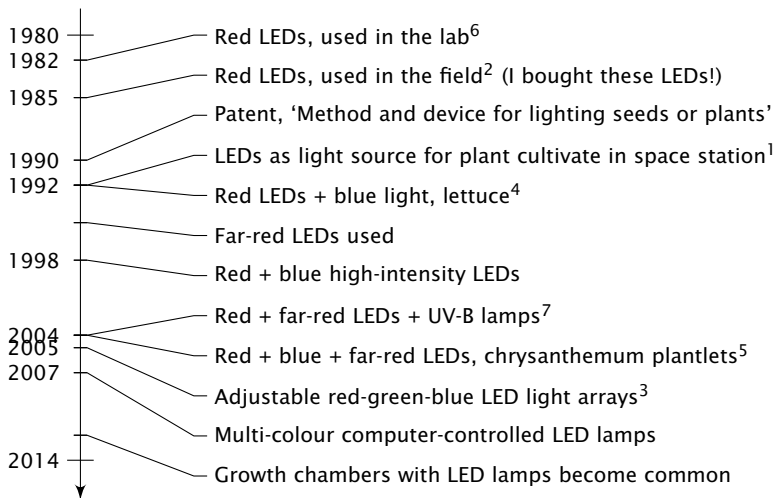 1980
Red LEDs, used in the lab⁶
1982
Red LEDs, used in the field² (I bought these LEDs!)
1985
Patent, ‘Method and device for lighting seeds or plants’
1990
LEDs as light source for plant cultivate in space station¹
1992
Red LEDs + blue light, lettuce⁴
Far-red LEDs used
1998
Red + blue high-intensity LEDs
Red + far-red LEDs + UV-B lamps⁷
2004
2005
Red + blue + far-red LEDs, chrysanthemum plantlets⁵
2007
Adjustable red-green-blue LED light arrays³
Multi-colour computer-controlled LED lamps
2014
Growth chambers with LED lamps become common